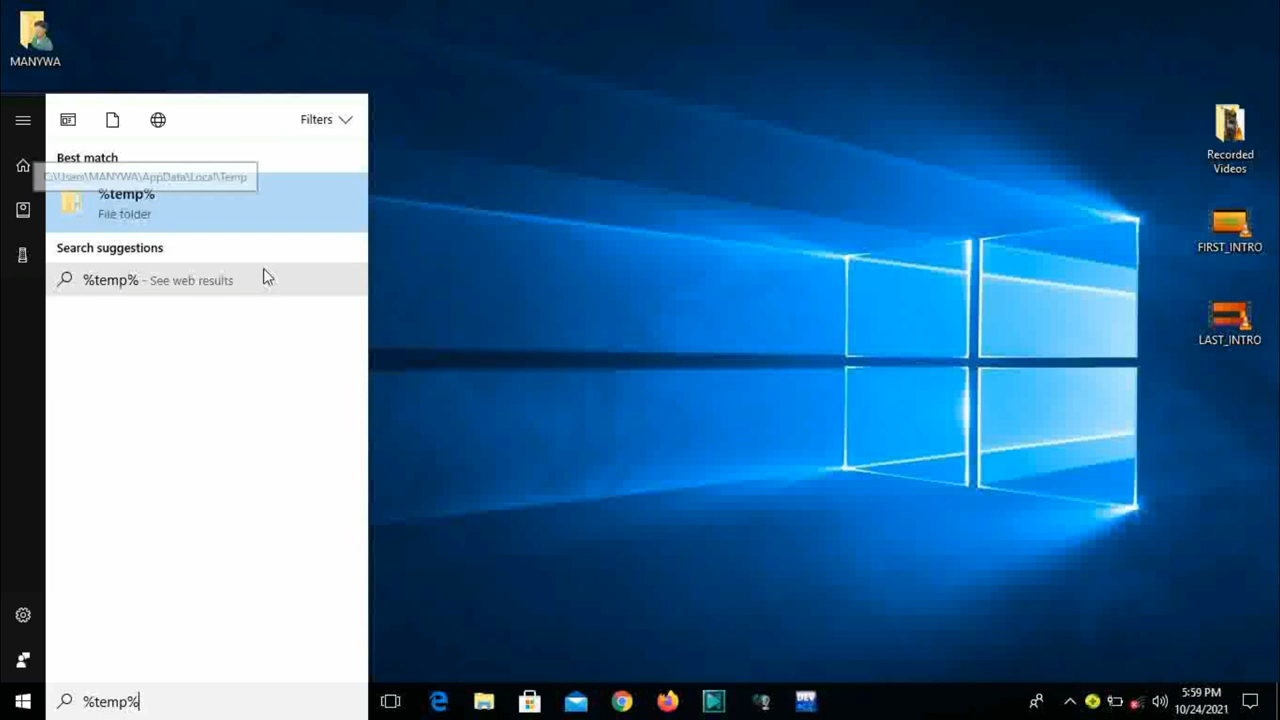 MANYWA
Filters
Best match
C:\Users\MANYWA\AppData\Local\Temp
%temp%
File folder
Search suggestions
%temp% - See web results
%temp%
Recorded
Videos
FIRST_INTRO
LAST_INTRO
DEV
5:59 PM
10/24/2021